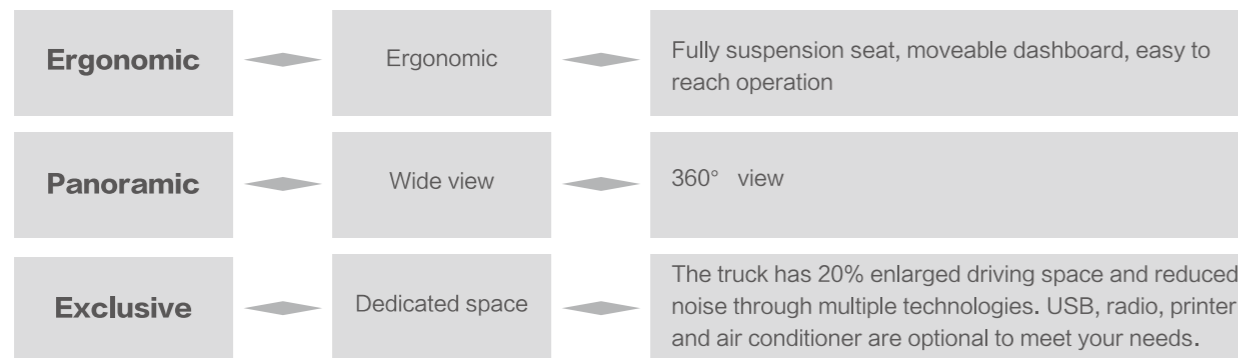 Ergonomic
Ergonomic
Fully suspension seat, moveable dashboard, easy to
reach operation
Panoramic
Wide view
360° view
Exclusive
Dedicated space
The truck has 20% enlarged driving space and reduced
noise through multiple technologies. USB, radio, printer
and air conditioner are optional to meet your needs.